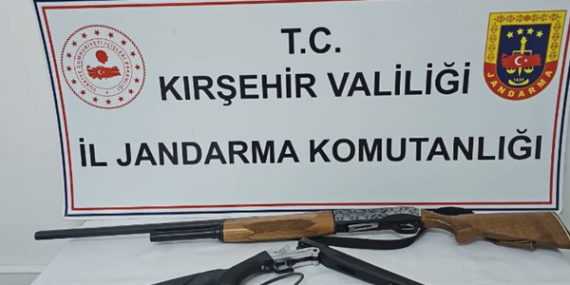 T.C.
KIRŞEHİR VALİLİĞİ
İL JANDARMA KOMUTANLIĞI
JANDARMA